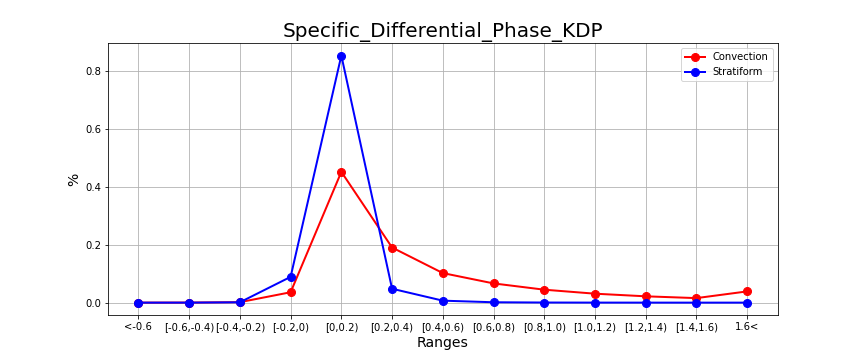 Specific_Differential_Phase_KDP
Convection
Stratiform
%
0.8
0.6
0.4
0.2
0.0
<-0.6 [-0.6,-0.4) [-0.4,-0.2) [-0.2,0) [0,0.2) [0.2,0.4) [0.4,0.6) [0.6,0.8) [0.8,1.0) [1.0,1.2) [1.2,1.4) [1.4,1.6) 1.6<
Ranges